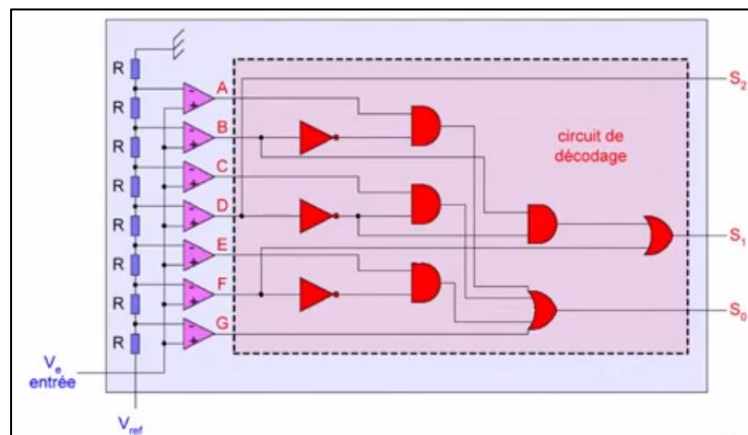 R
A
R
B
R
C
R
D
R
E
R
F
R
G
R
circuit de
décodage
S2
S1
S0
Ve
entrée
Vref
- +
- +
- +
- +
- +
- +
- +